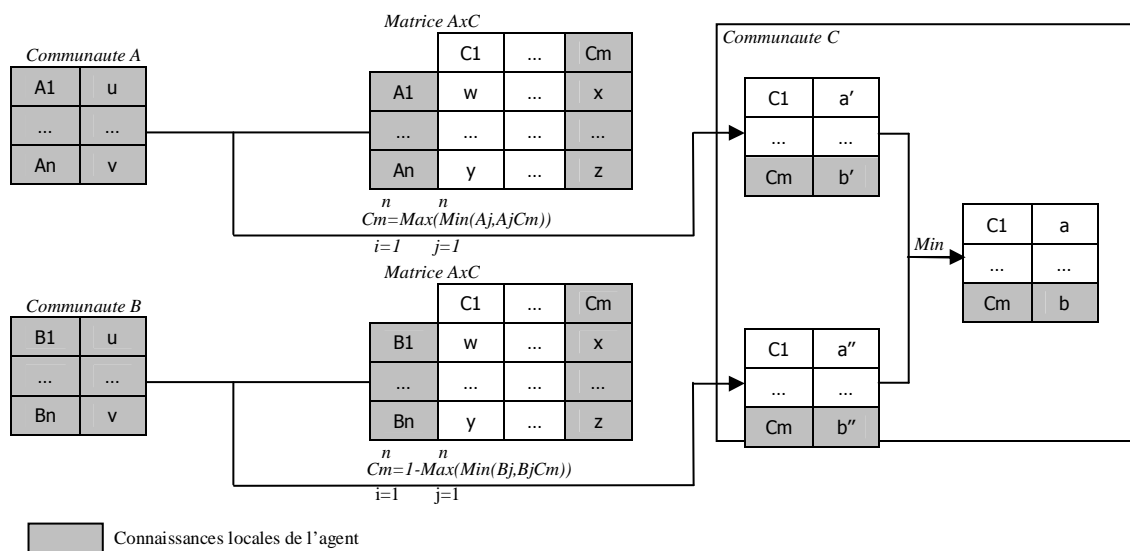 Communaute A
A1 u
... ...
An v
Matrice AxC
C1 ... Cm
A1 w ... x
... ... ... ...
An y ... z
n n
Cm=Max(Min(Aj,AjCm))
i=1 j=1
Communaute B
B1 u
... ...
Bn v
Matrice AxC
C1 ... Cm
B1 w ... x
... ... ... ...
Bn y ... z
n n
Cm=1-Max(Min(Bj,BjCm))
i=1 j=1
Communaute C
C1 a′
... ...
Cm b′
C1 a″
... ...
Cm b″
Min
C1 a
... ...
Cm b
Connaissances locales de l’agent